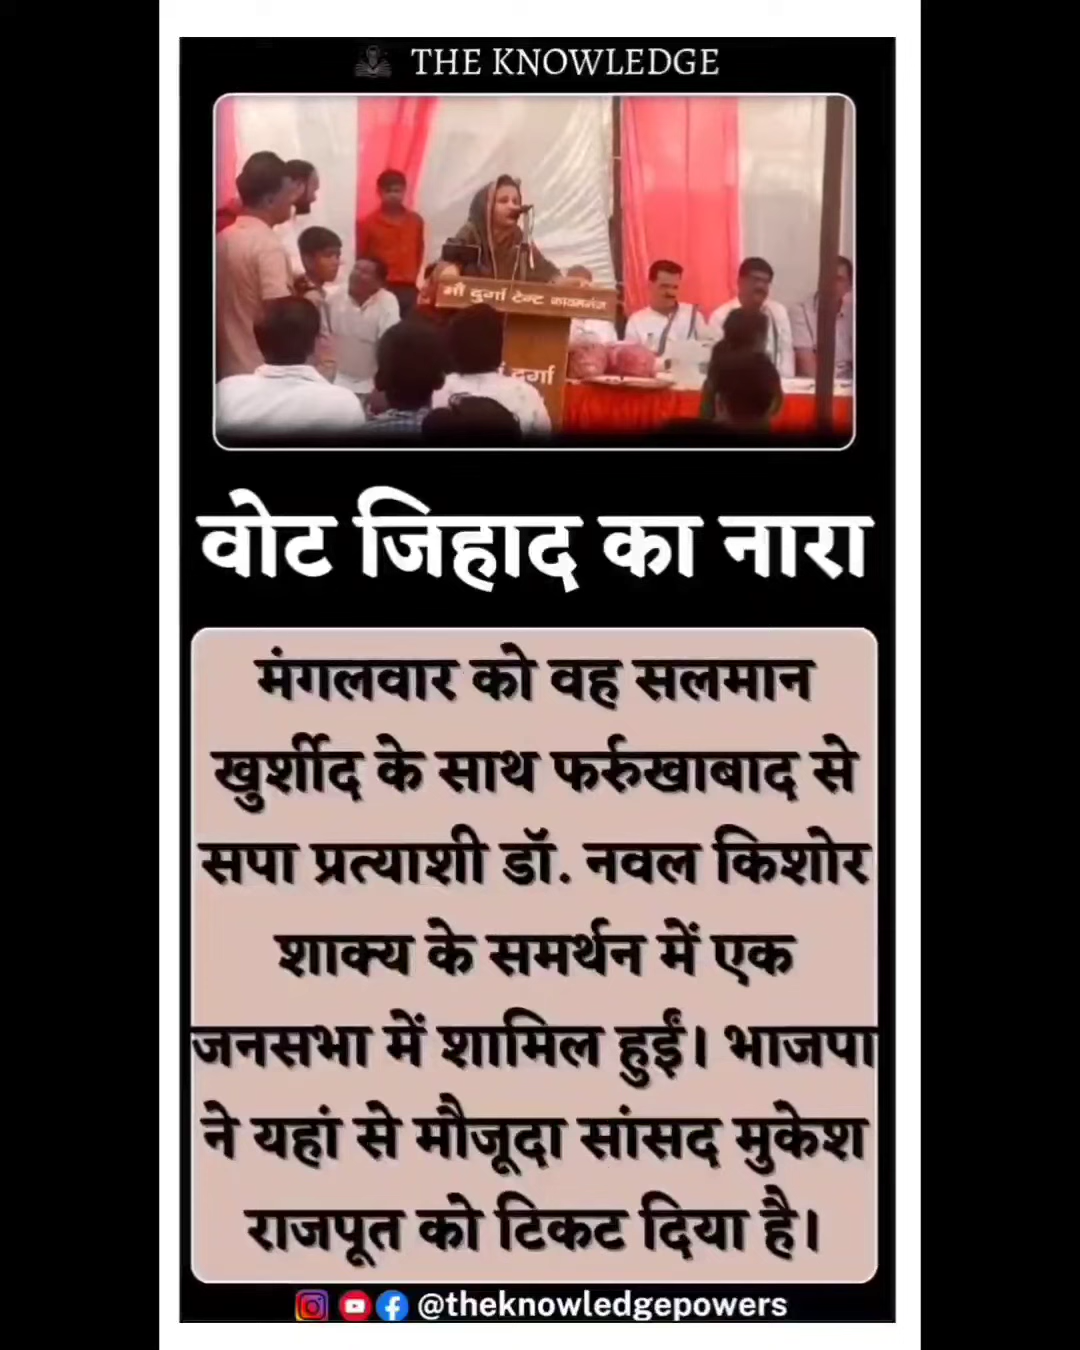 THE KNOWLEDGE
माँ दुर्गा टेन्ट कायमगंज
दुर्गा
वोट जिहाद का नारा
मंगलवार को वह सलमान
खुर्शीद के साथ फर्रुखाबाद से
सपा प्रत्याशी डॉ. नवल किशोर
शाक्य के समर्थन में एक
जनसभा में शामिल हुईं। भाजपा
ने यहां से मौजूदा सांसद मुकेश
राजपूत को टिकट दिया है।
@theknowledgepowers